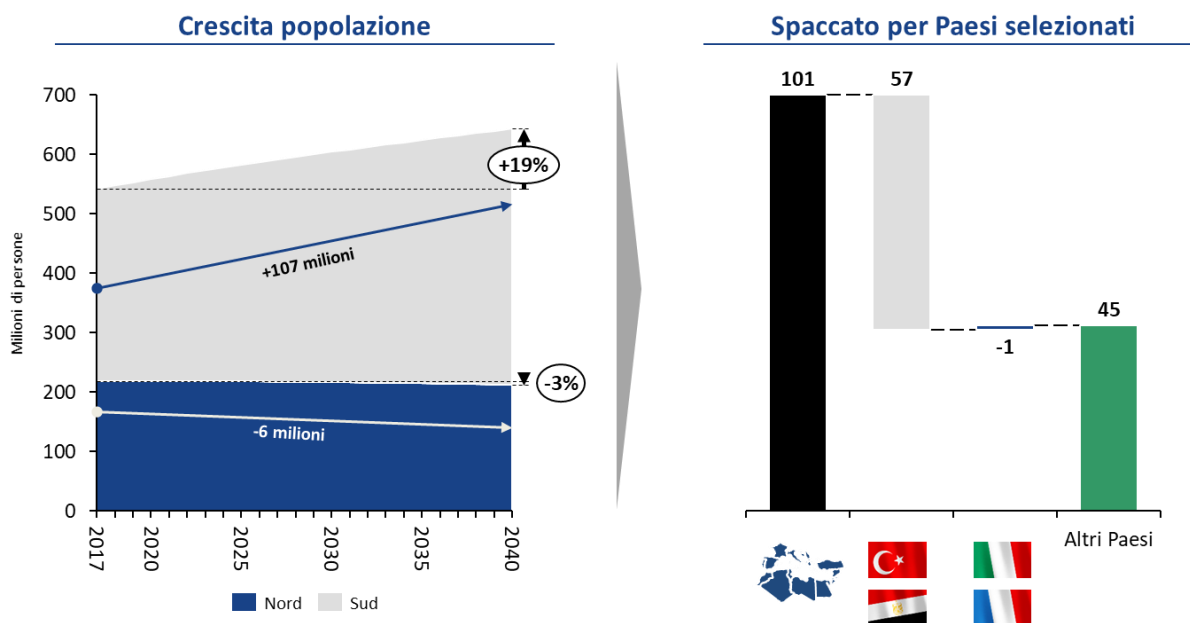 Crescita popolazione
Milioni di persone
700
600
500
400
300
200
100
0
+19%
+107 milioni
-3%
-6 milioni
2017
2020
2025
2030
2035
2040
Nord
Sud
Spaccato per Paesi selezionati
101
57
-1
45
Altri Paesi